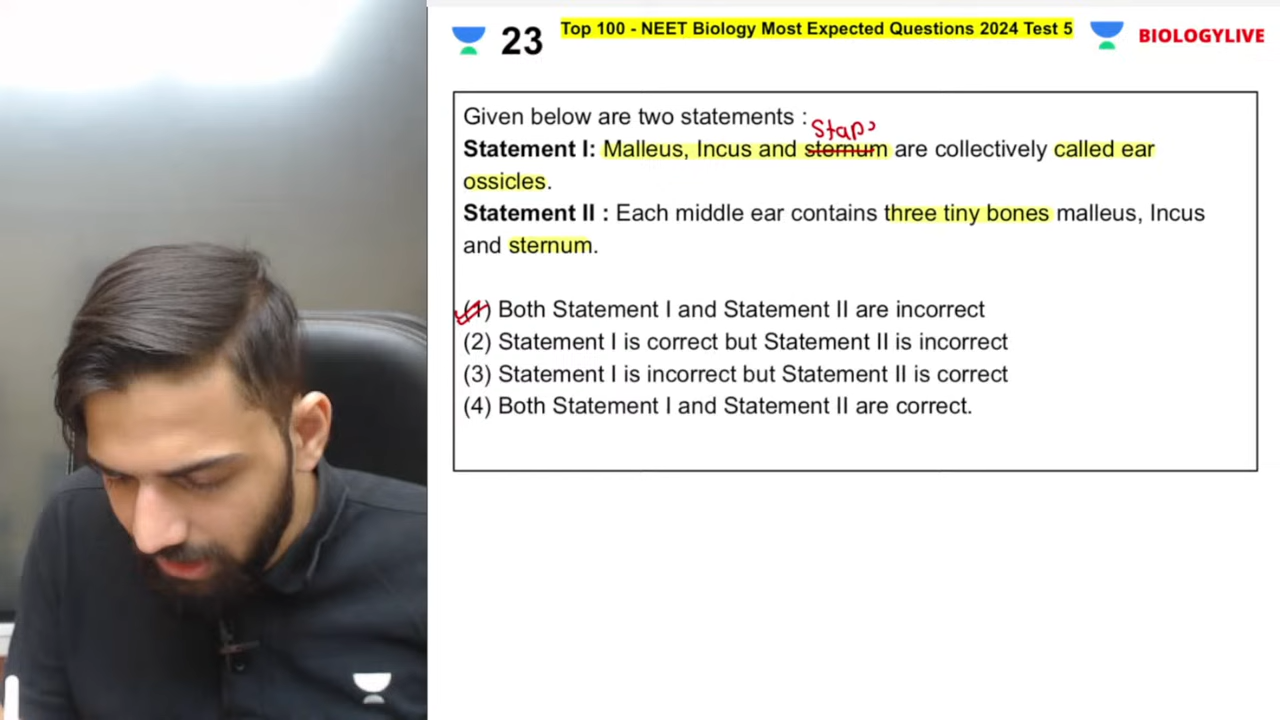 23
Top 100 - NEET Biology Most Expected Questions 2024 Test 5
BIOLOGYLIVE
Given below are two statements :
Stap
Statement I: Malleus, Incus and sternum are collectively called ear
ossicles.
Statement II : Each middle ear contains three tiny bones malleus, Incus
and sternum.
(1) Both Statement I and Statement II are incorrect
(2) Statement I is correct but Statement II is incorrect
(3) Statement I is incorrect but Statement II is correct
(4) Both Statement I and Statement II are correct.